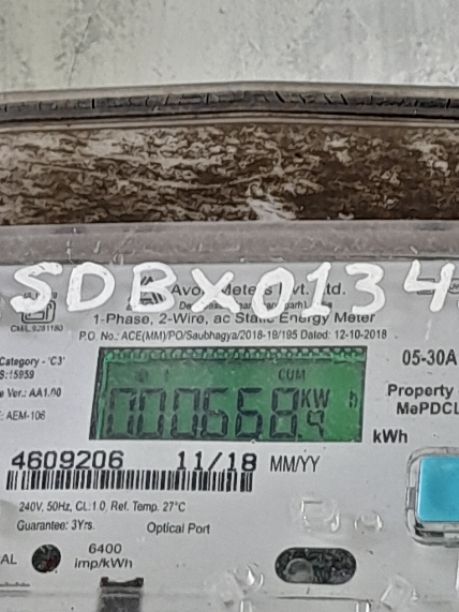 SDBX0134
Avon Meters Pvt. Ltd.
1-Phase, 2-Wire, ac Static Energy Meter
P.O. No.: ACE(MM)/PO/Saubhagya/2018-19/195 Dated: 12-10-2018
CM/L 9281180
Category - 'C3'
S:15959
e Ver.: AA1.00
: AEM-106
CUM
000668.9 KW h
05-30A
Property
MePDCL
kWh
4609206 11/18 MM/YY
240V, 50Hz, CL:1.0, Ref. Temp. 27°C
Guarantee: 3Yrs. Optical Port
AL 6400
imp/kWh